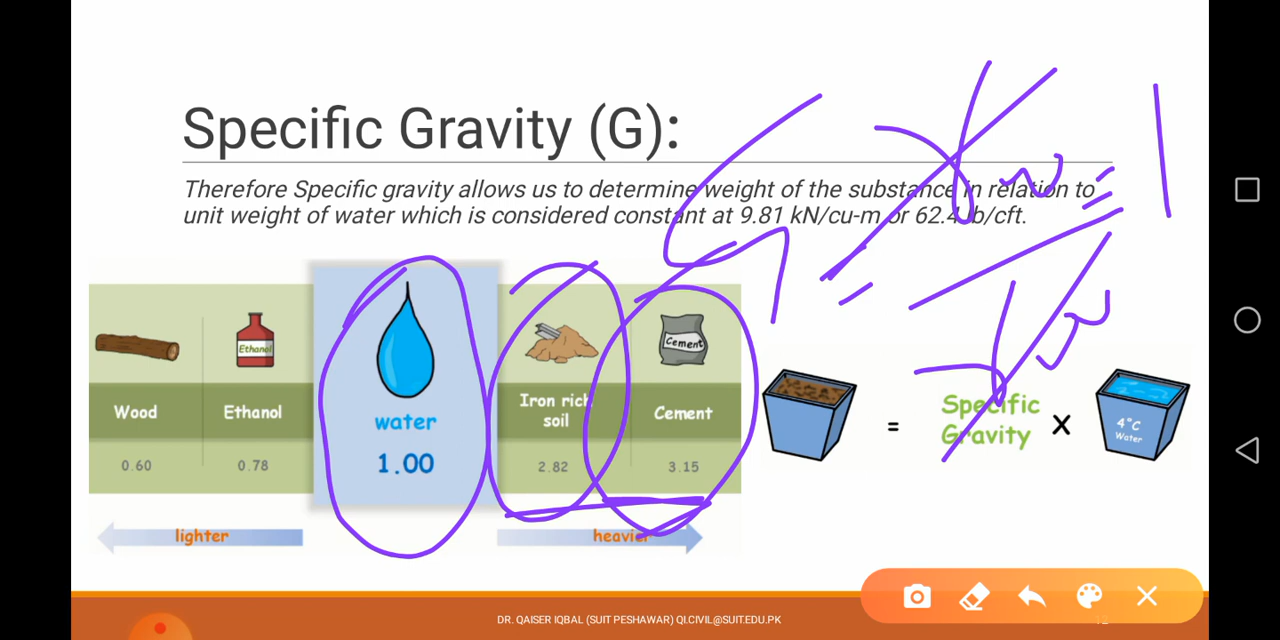 Specific Gravity (G):
Therefore Specific gravity allows us to determine weight of the substance in relation to
unit weight of water which is considered constant at 9.81 kN/cu-m or 62.4 lb/cft.
G = γw = 1
γw
Ethanol
Cement
Wood
Ethanol
water
Iron rich
soil
Cement
0.60
0.78
1.00
2.82
3.15
lighter
heavier
=
Specific
Gravity
X
4°C
Water
DR. QAISER IQBAL (SUIT PESHAWAR) QI.CIVIL@SUIT.EDU.PK